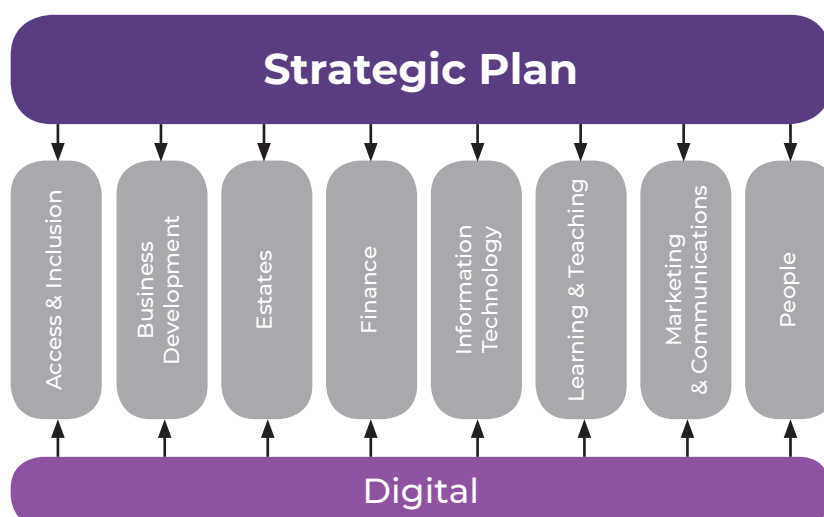 Strategic Plan
Access & Inclusion
Business
Development
Estates
Finance
Information
Technology
Learning & Teaching
Marketing
& Communications
People
Digital